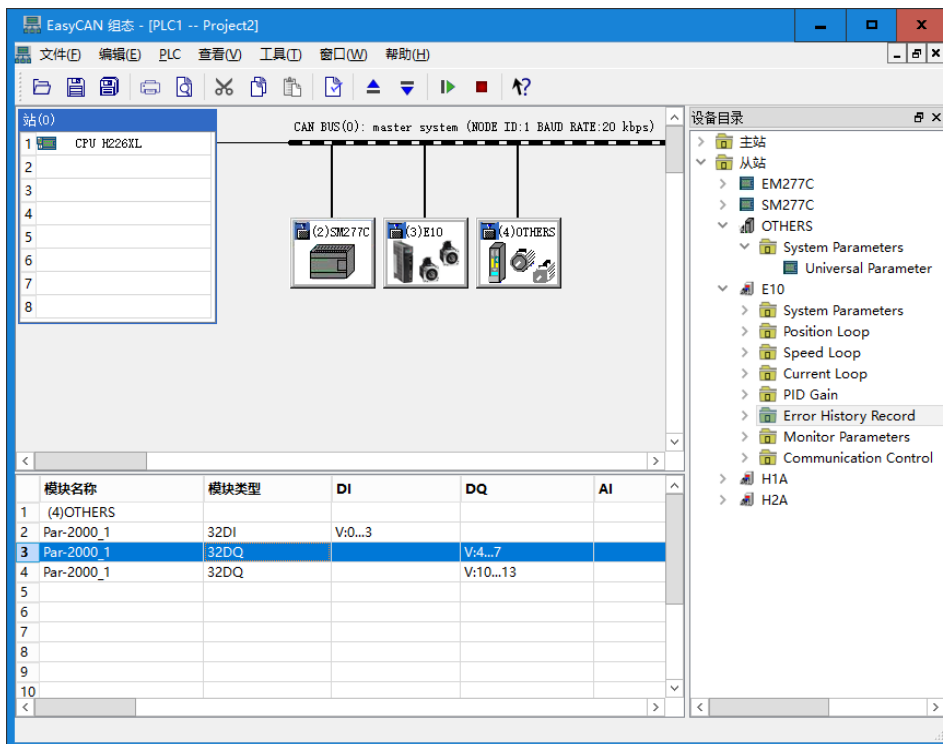 EasyCAN 组态 - [PLC1 -- Project2]
文件(F) 编辑(E) PLC 查看(V) 工具(T) 窗口(W) 帮助(H)
站(0)
1 CPU H226XL
2
3
4
5
6
7
8
CAN BUS(0): master system (NODE ID:1 BAUD RATE:20 kbps)
(2)SM277C (3)E10 (4)OTHERS
模块名称 模块类型 DI DQ AI
1 (4)OTHERS
2 Par-2000_1 32DI V:0...3
3 Par-2000_1 32DQ V:4...7
4 Par-2000_1 32DQ V:10...13
5
6
7
8
9
10
设备目录
主站
从站
EM277C
SM277C
OTHERS
System Parameters
Universal Parameter
E10
System Parameters
Position Loop
Speed Loop
Current Loop
PID Gain
Error History Record
Monitor Parameters
Communication Control
H1A
H2A